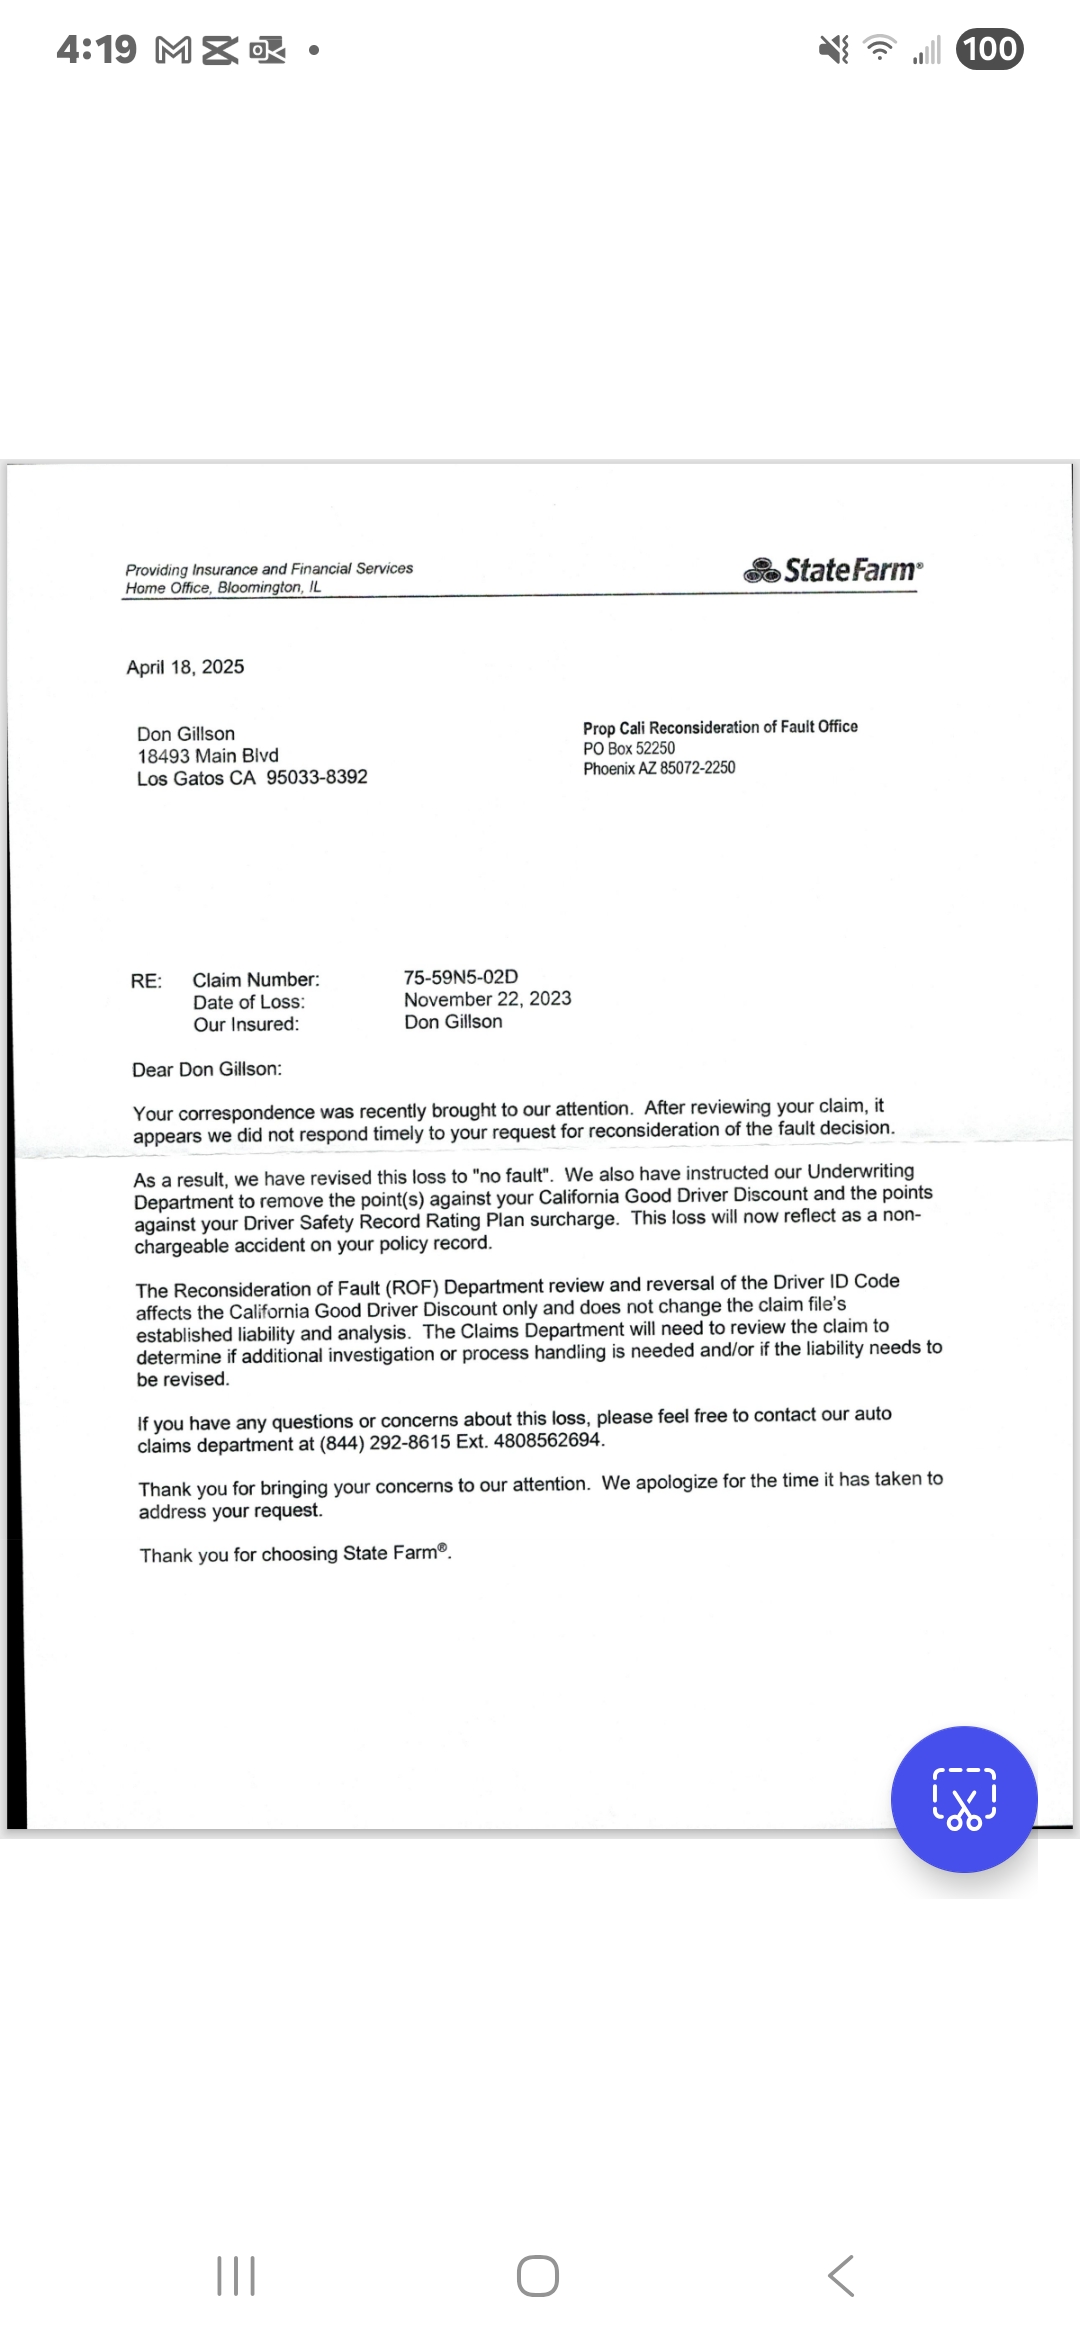 4:19
100
Providing Insurance and Financial Services
Home Office, Bloomington, IL
StateFarm®
April 18, 2025
Don Gillson
18493 Main Blvd
Los Gatos CA 95033-8392
Prop Cali Reconsideration of Fault Office
PO Box 52250
Phoenix AZ 85072-2250
RE: Claim Number: 75-59N5-02D
Date of Loss: November 22, 2023
Our Insured: Don Gillson
Dear Don Gillson:
Your correspondence was recently brought to our attention. After reviewing your claim, it
appears we did not respond timely to your request for reconsideration of the fault decision.
As a result, we have revised this loss to "no fault". We also have instructed our Underwriting
Department to remove the point(s) against your California Good Driver Discount and the points
against your Driver Safety Record Rating Plan surcharge. This loss will now reflect as a non-
chargeable accident on your policy record.
The Reconsideration of Fault (ROF) Department review and reversal of the Driver ID Code
affects the California Good Driver Discount only and does not change the claim file's
established liability and analysis. The Claims Department will need to review the claim to
determine if additional investigation or process handling is needed and/or if the liability needs to
be revised.
If you have any questions or concerns about this loss, please feel free to contact our auto
claims department at (844) 292-8615 Ext. 4808562694.
Thank you for bringing your concerns to our attention. We apologize for the time it has taken to
address your request.
Thank you for choosing State Farm®.